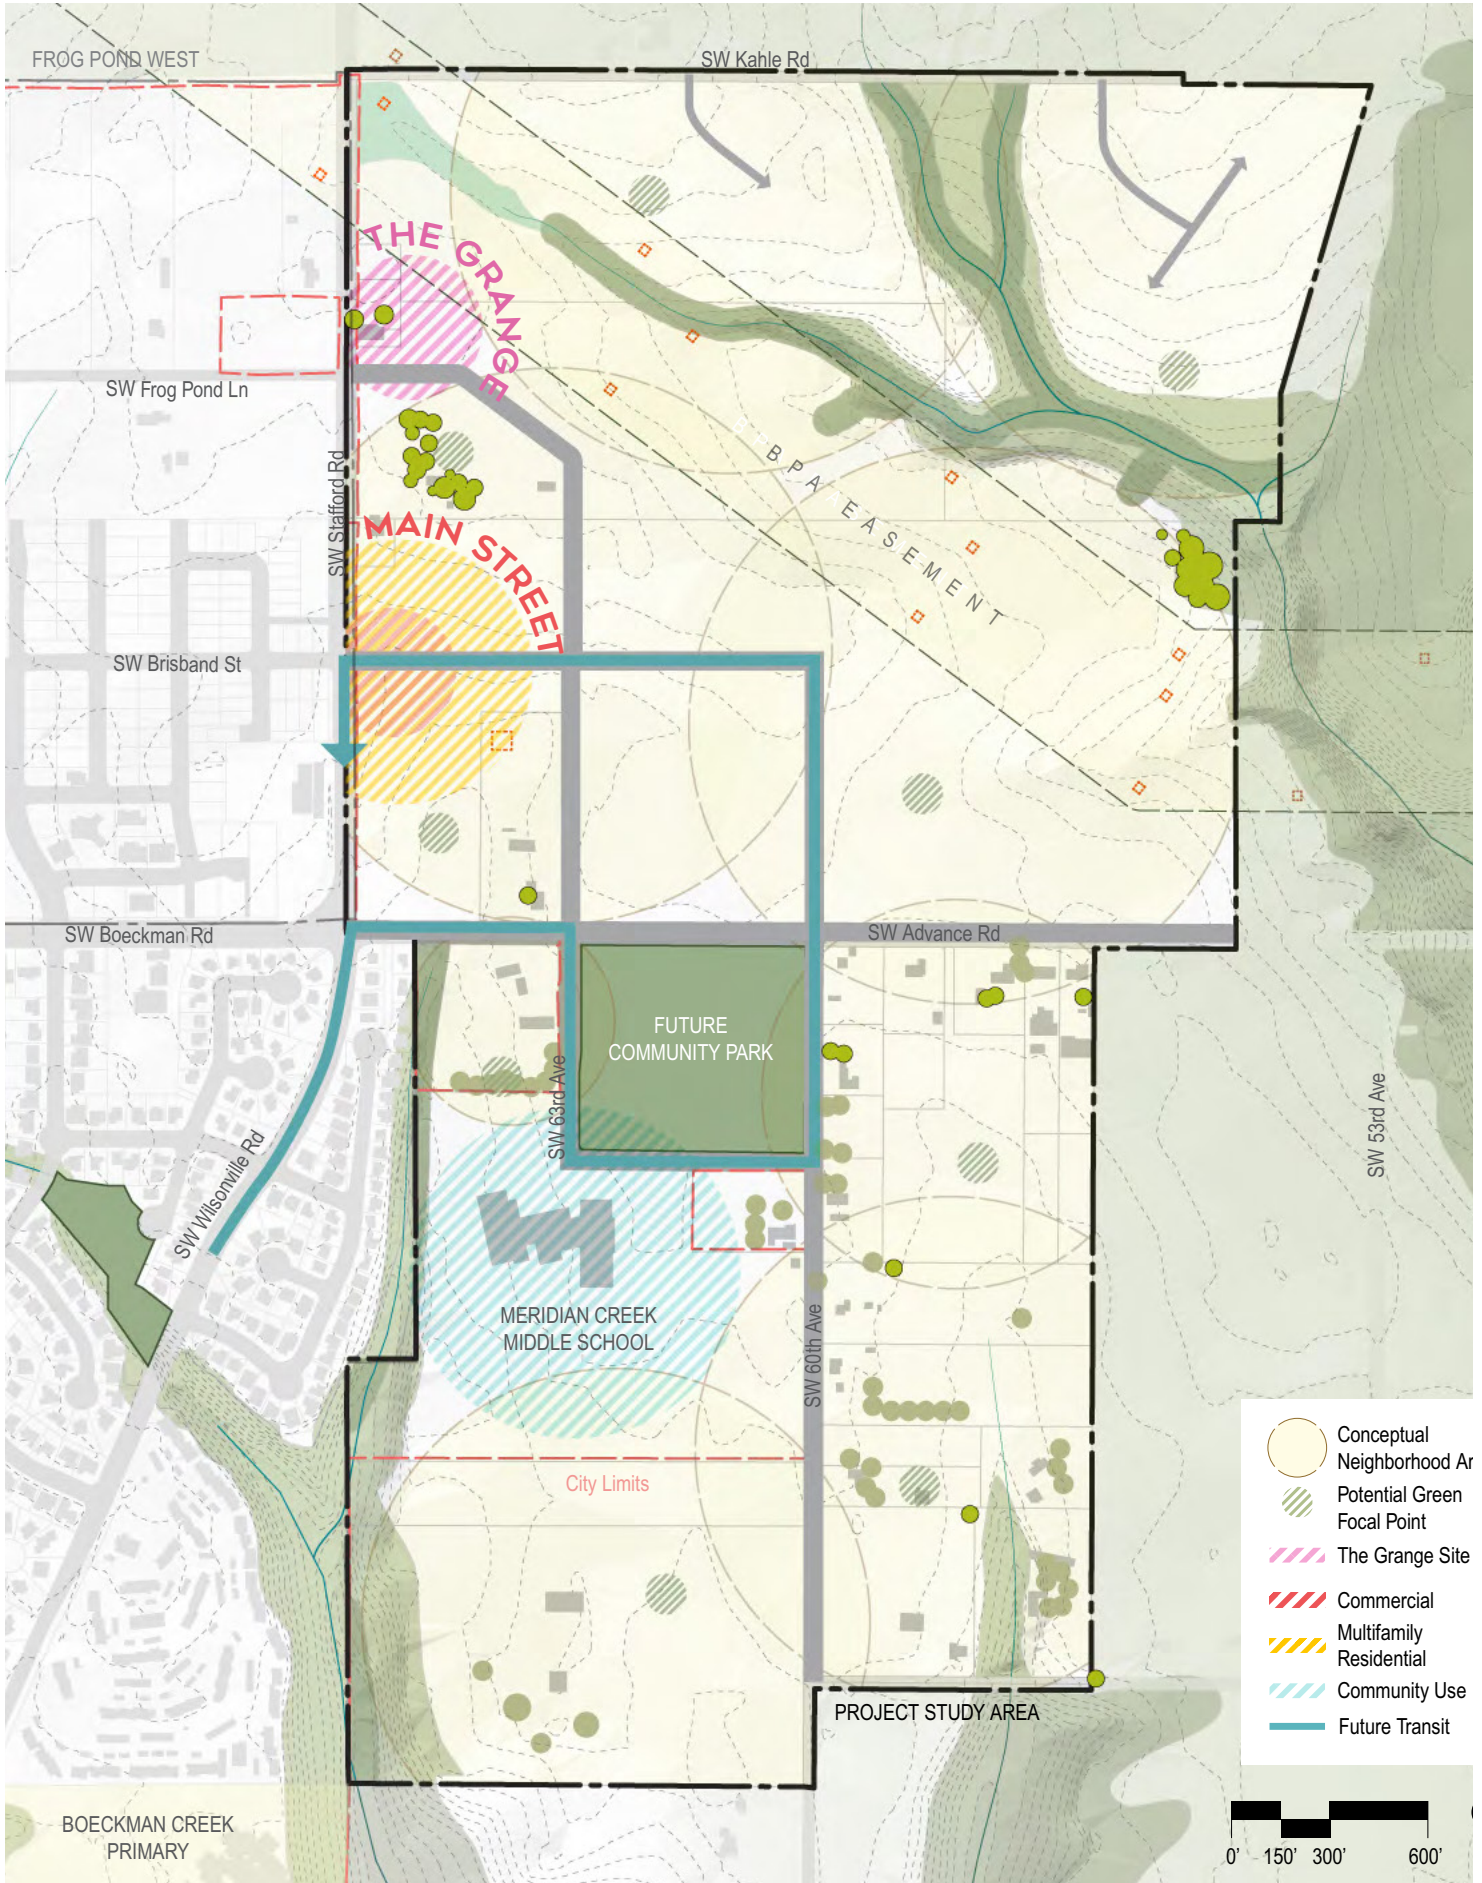 FROG POND WEST
SW Kahle Rd
THE GRANGE
SW Frog Pond Ln
SW Stafford Rd
BPA EASEMENT
MAIN STREET
SW Brisband St
SW Boeckman Rd
SW Advance Rd
FUTURE
COMMUNITY PARK
SW 63rd Ave
SW 53rd Ave
SW Wilsonville Rd
MERIDIAN CREEK
MIDDLE SCHOOL
SW 60th Ave
City Limits
PROJECT STUDY AREA
BOECKMAN CREEK
PRIMARY
Conceptual
Neighborhood Ar
Potential Green
Focal Point
The Grange Site
Commercial
Multifamily
Residential
Community Use
Future Transit
0' 150' 300' 600'